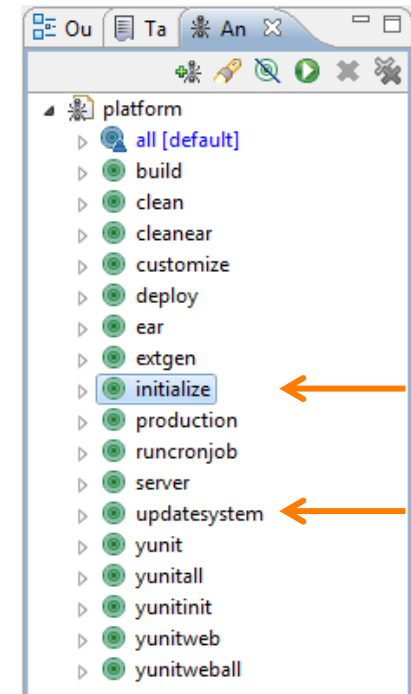 Ou Ta An
platform
all [default]
build
clean
cleanear
customize
deploy
ear
extgen
initialize
production
runcronjob
server
updatesystem
yunit
yunitall
yunitinit
yunitweb
yunitweball